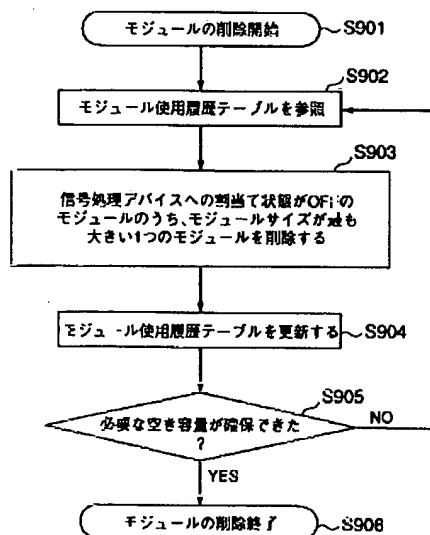 モジュールの削除開始
S901
S902
モジュール使用履歴テーブルを参照
S903
信号処理デバイスへの割当て状態がOFFの
モジュールのうち、モジュールサイズが最も
大きい1つのモジュールを削除する
モジュール使用履歴テーブルを更新する
S904
S905
必要な空き容量が確保できた
?
NO
YES
モジュールの削除終了
S906